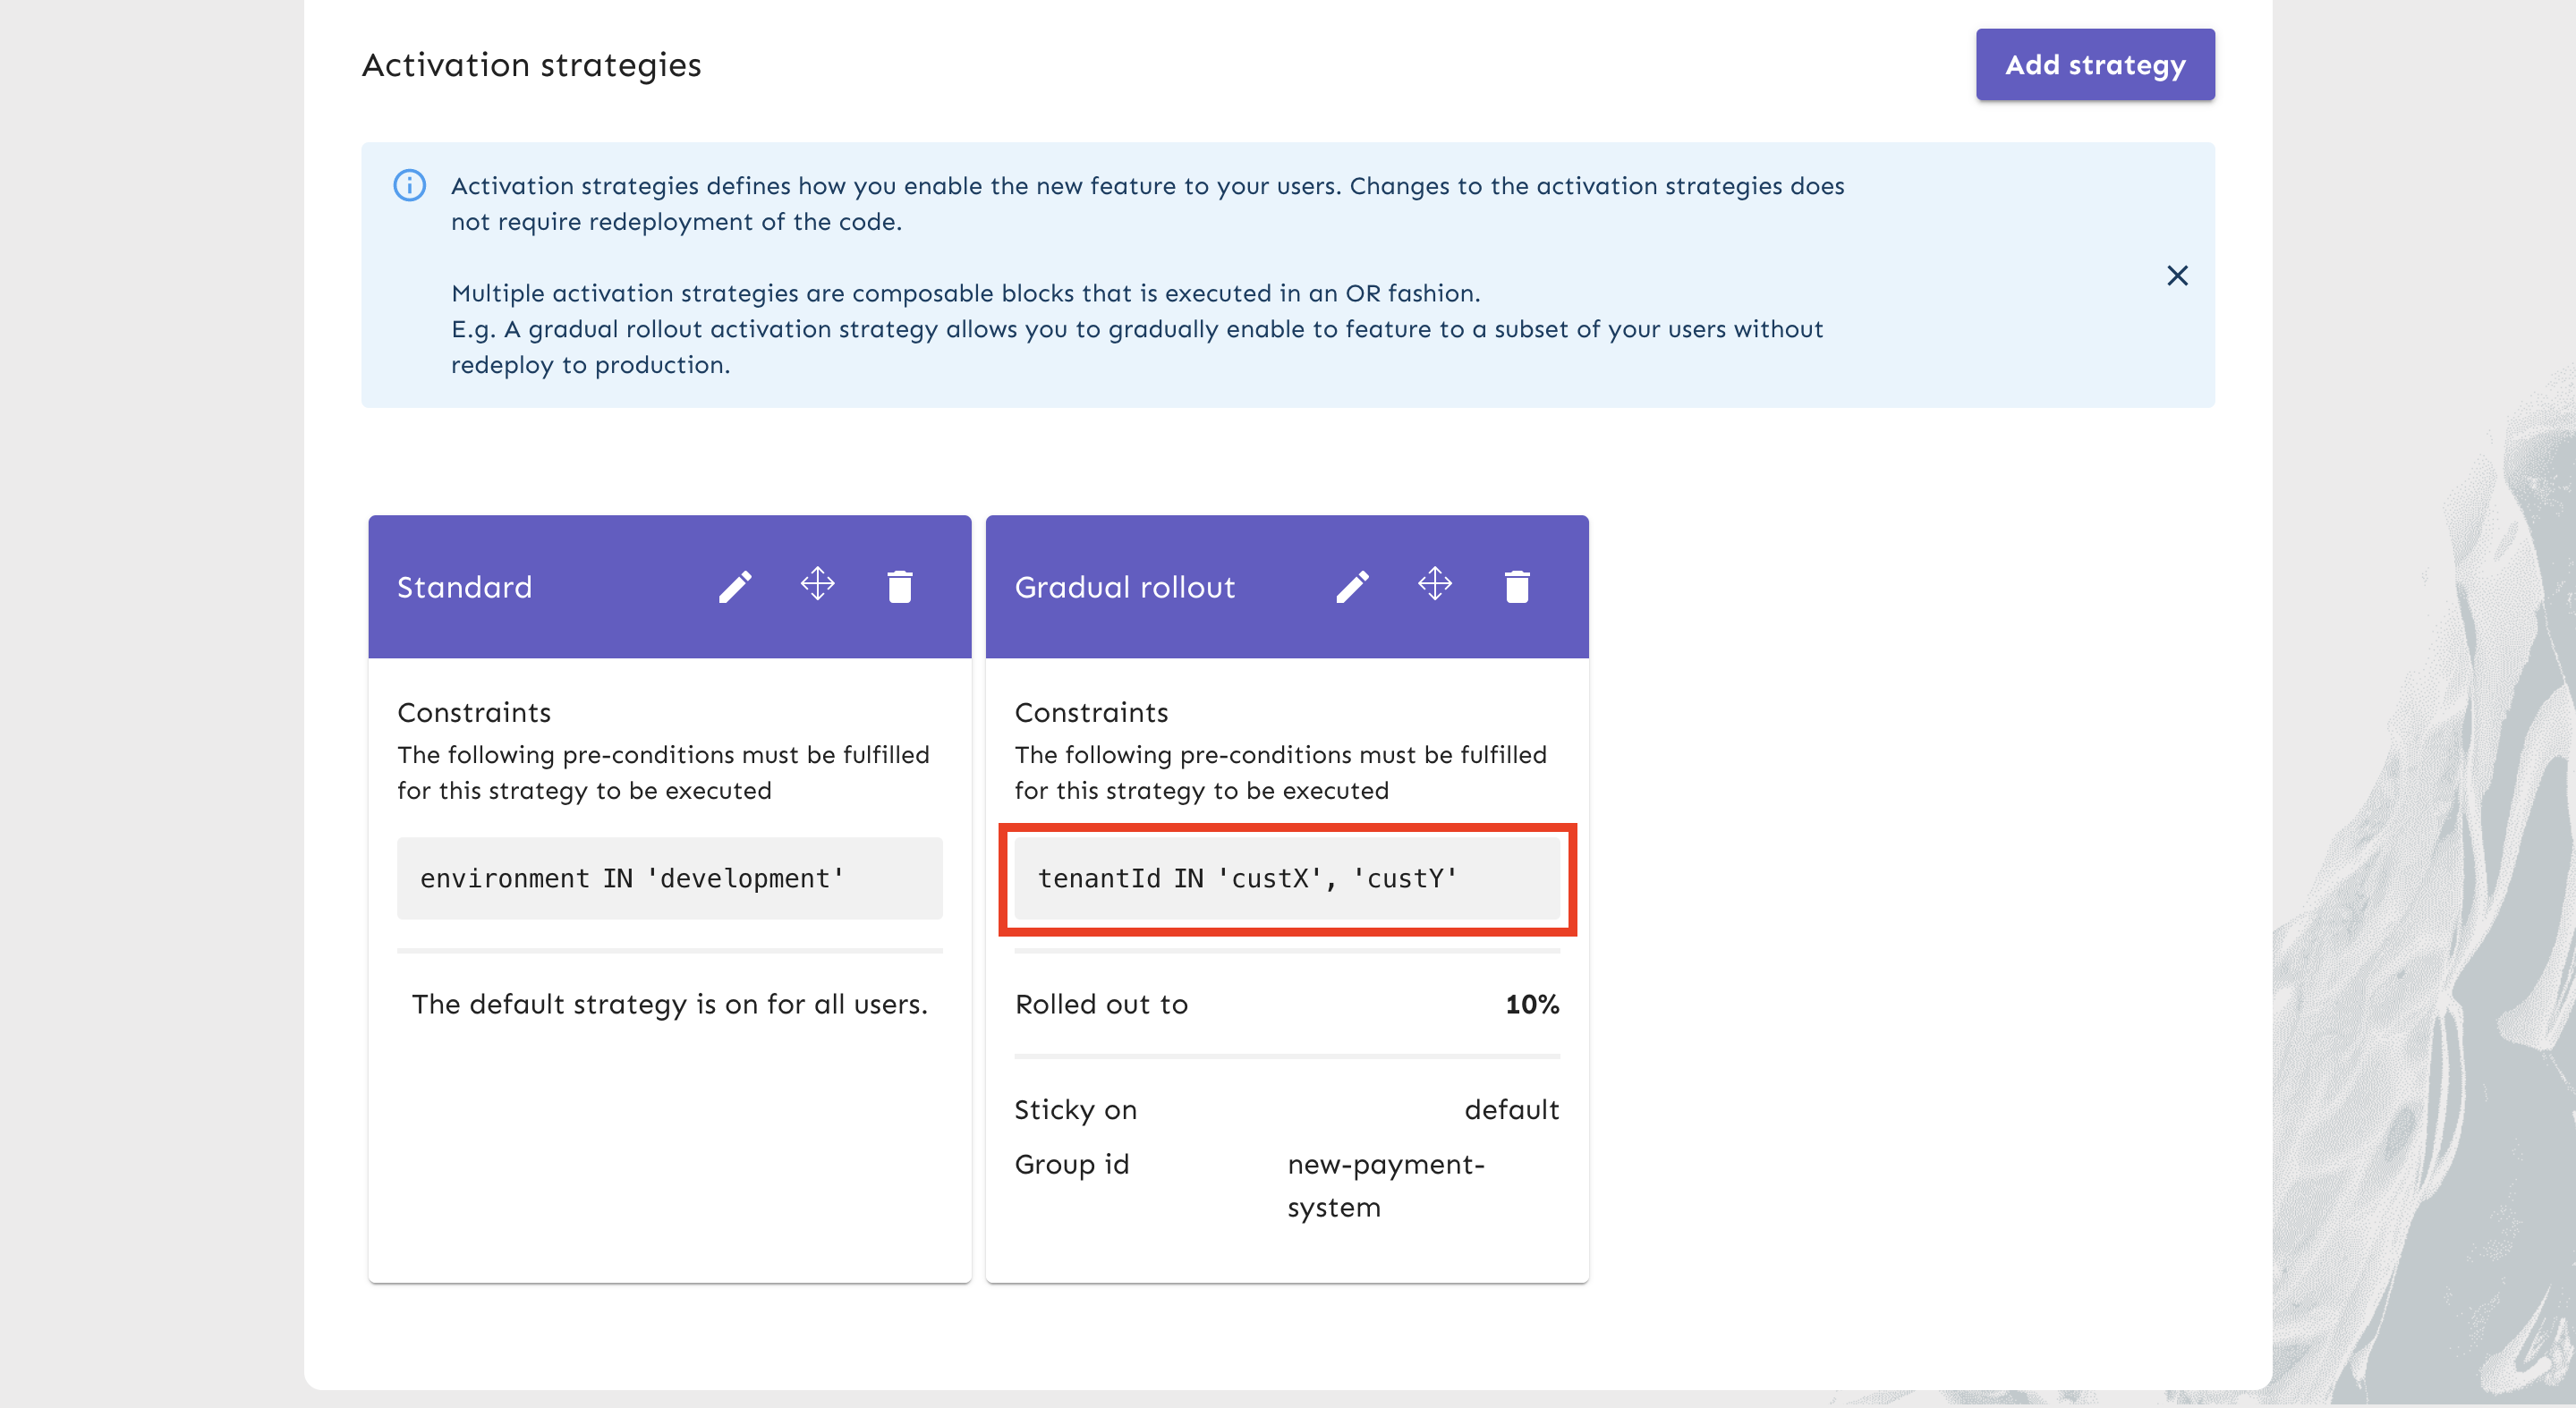 Activation strategies
Add strategy
Activation strategies defines how you enable the new feature to your users. Changes to the activation strategies does
not require redeployment of the code.
Multiple activation strategies are composable blocks that is executed in an OR fashion.
E.g. A gradual rollout activation strategy allows you to gradually enable to feature to a subset of your users without
redeploy to production.
Standard
Constraints
The following pre-conditions must be fulfilled
for this strategy to be executed
environment IN 'development'
The default strategy is on for all users.
Gradual rollout
Constraints
The following pre-conditions must be fulfilled
for this strategy to be executed
tenantId IN 'custX', 'custY'
Rolled out to 10%
Sticky on default
Group id new-payment-
system